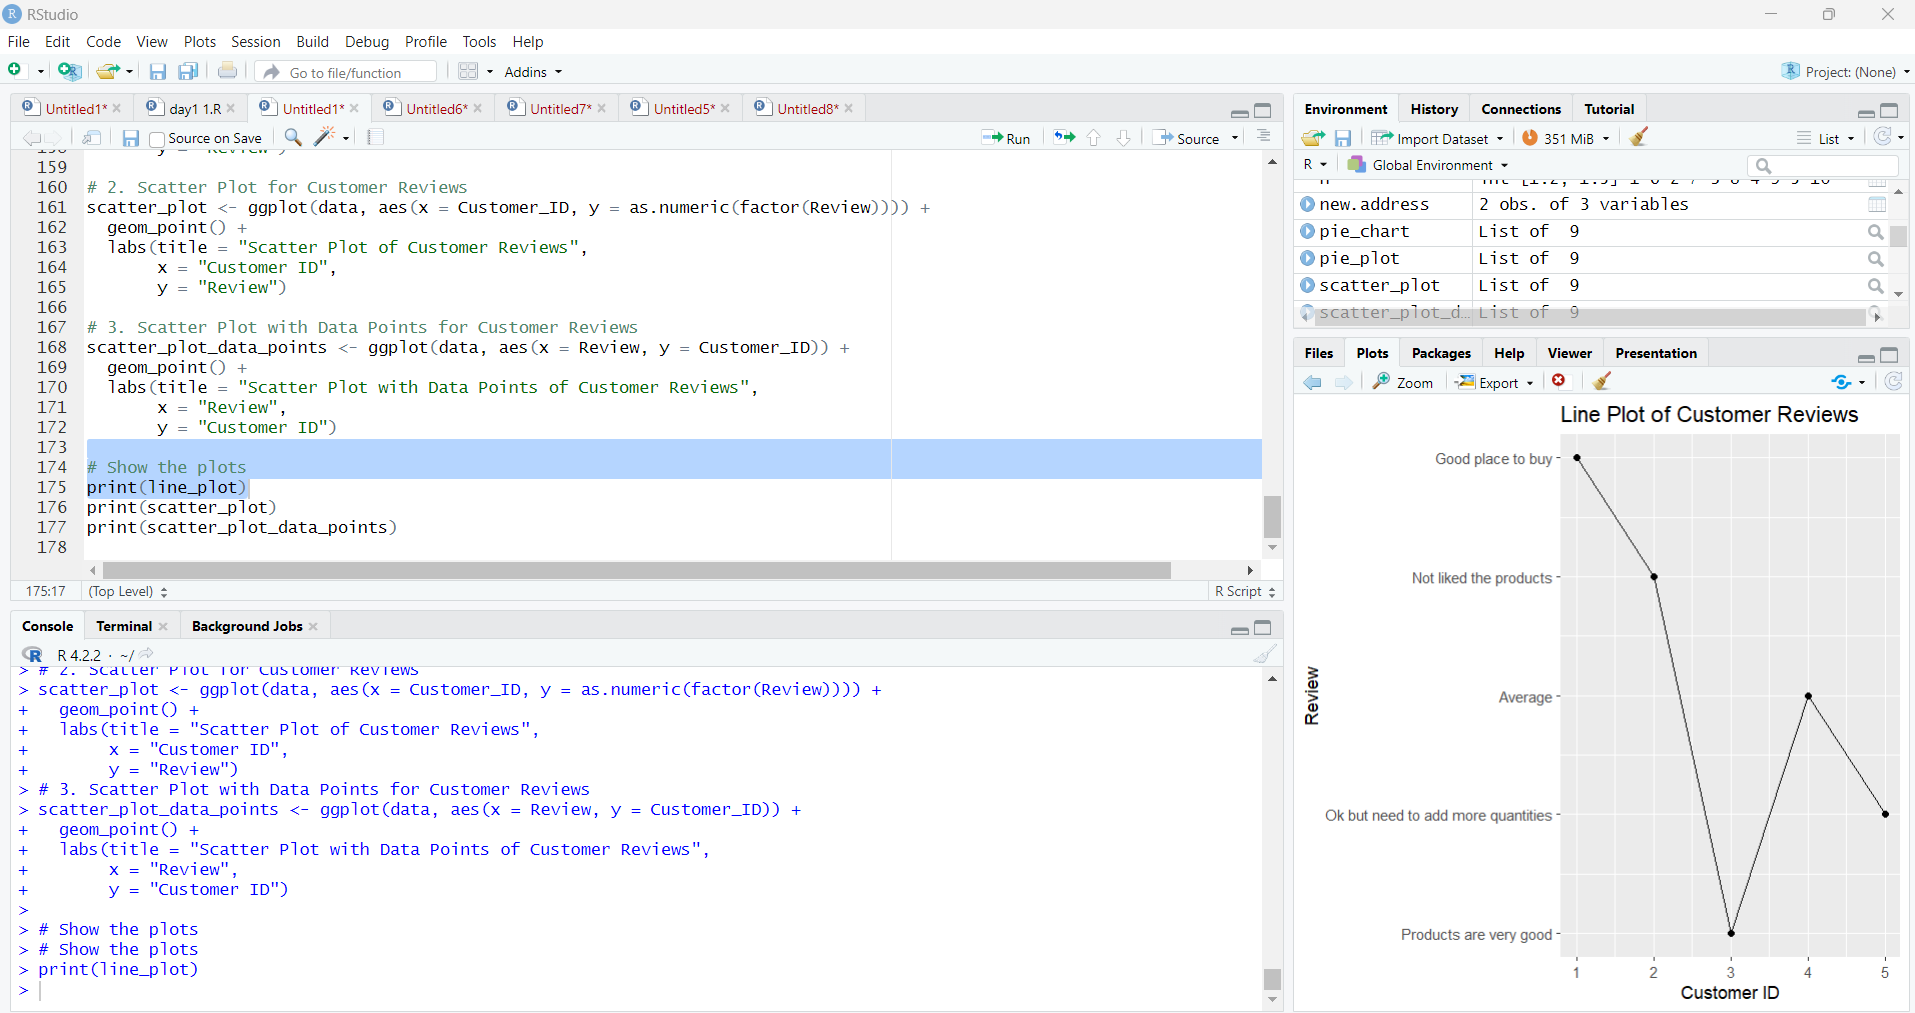 RStudio
File Edit Code View Plots Session Build Debug Profile Tools Help
Go to file/function Addins Project: (None)
Untitled1* day1 1.R Untitled1* Untitled6* Untitled7* Untitled5* Untitled8*
Source on Save Run Source
159
160 # 2. Scatter Plot for Customer Reviews
161 scatter_plot <- ggplot(data, aes(x = Customer_ID, y = as.numeric(factor(Review)))) +
162 geom_point() +
163 labs(title = "Scatter Plot of Customer Reviews",
164 x = "Customer ID",
165 y = "Review")
166
167 # 3. Scatter Plot with Data Points for Customer Reviews
168 scatter_plot_data_points <- ggplot(data, aes(x = Review, y = Customer_ID)) +
169 geom_point() +
170 labs(title = "Scatter Plot with Data Points of Customer Reviews",
171 x = "Review",
172 y = "Customer ID")
173
174 # Show the plots
175 print(line_plot)
176 print(scatter_plot)
177 print(scatter_plot_data_points)
178
175:17 (Top Level) R Script
Console Terminal Background Jobs
R 4.2.2 · ~/
> # 2. Scatter Plot for Customer Reviews
> scatter_plot <- ggplot(data, aes(x = Customer_ID, y = as.numeric(factor(Review)))) +
+ geom_point() +
+ labs(title = "Scatter Plot of Customer Reviews",
+ x = "Customer ID",
+ y = "Review")
> # 3. Scatter Plot with Data Points for Customer Reviews
> scatter_plot_data_points <- ggplot(data, aes(x = Review, y = Customer_ID)) +
+ geom_point() +
+ labs(title = "Scatter Plot with Data Points of Customer Reviews",
+ x = "Review",
+ y = "Customer ID")
>
> # Show the plots
> # Show the plots
> print(line_plot)
>
Environment History Connections Tutorial
Import Dataset 351 MiB List
R Global Environment
new.address 2 obs. of 3 variables
pie_chart List of 9
pie_plot List of 9
scatter_plot List of 9
scatter_plot_d... List of 9
Files Plots Packages Help Viewer Presentation
Zoom Export
Line Plot of Customer Reviews
Good place to buy
Not liked the products
Average
Ok but need to add more quantities
Products are very good
Review
1 2 3 4 5
Customer ID